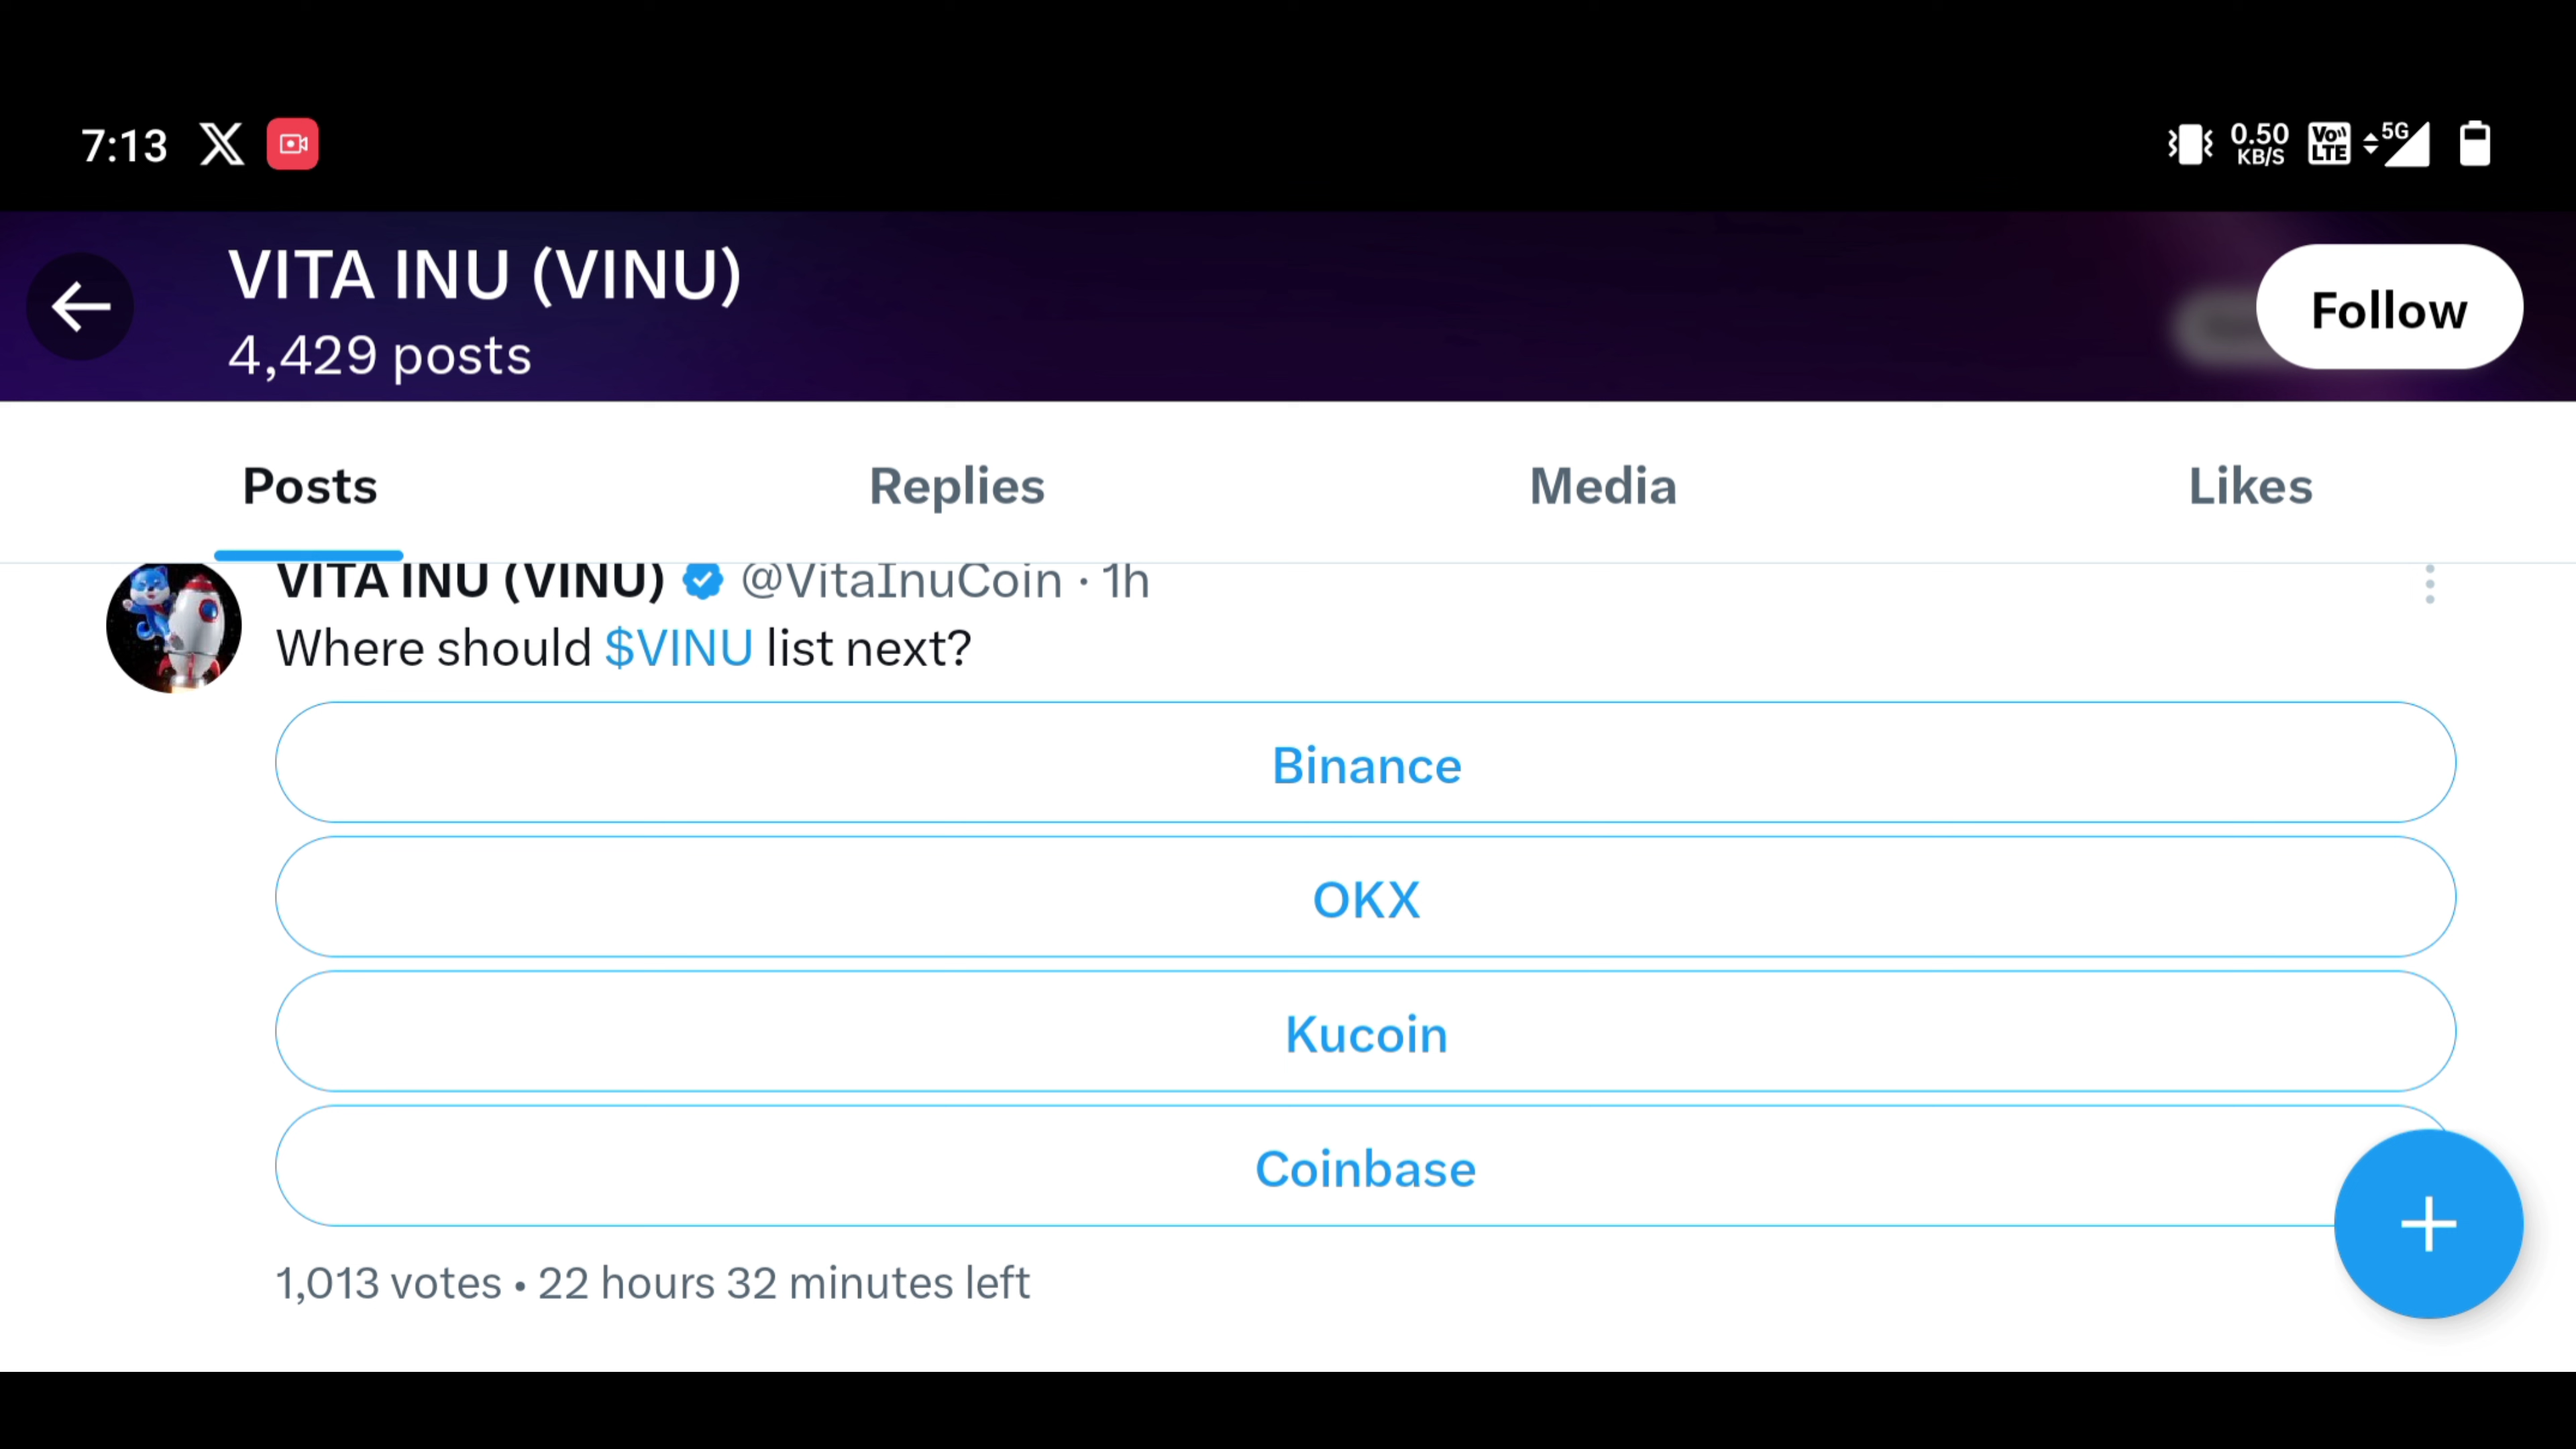 7:13
0.50 KB/S
Vo LTE
5G
VITA INU (VINU)
4,429 posts
Follow
Posts Replies Media Likes
VITA INU (VINU) @VitaInuCoin · 1h
Where should $VINU list next?
Binance
OKX
Kucoin
Coinbase
1,013 votes • 22 hours 32 minutes left